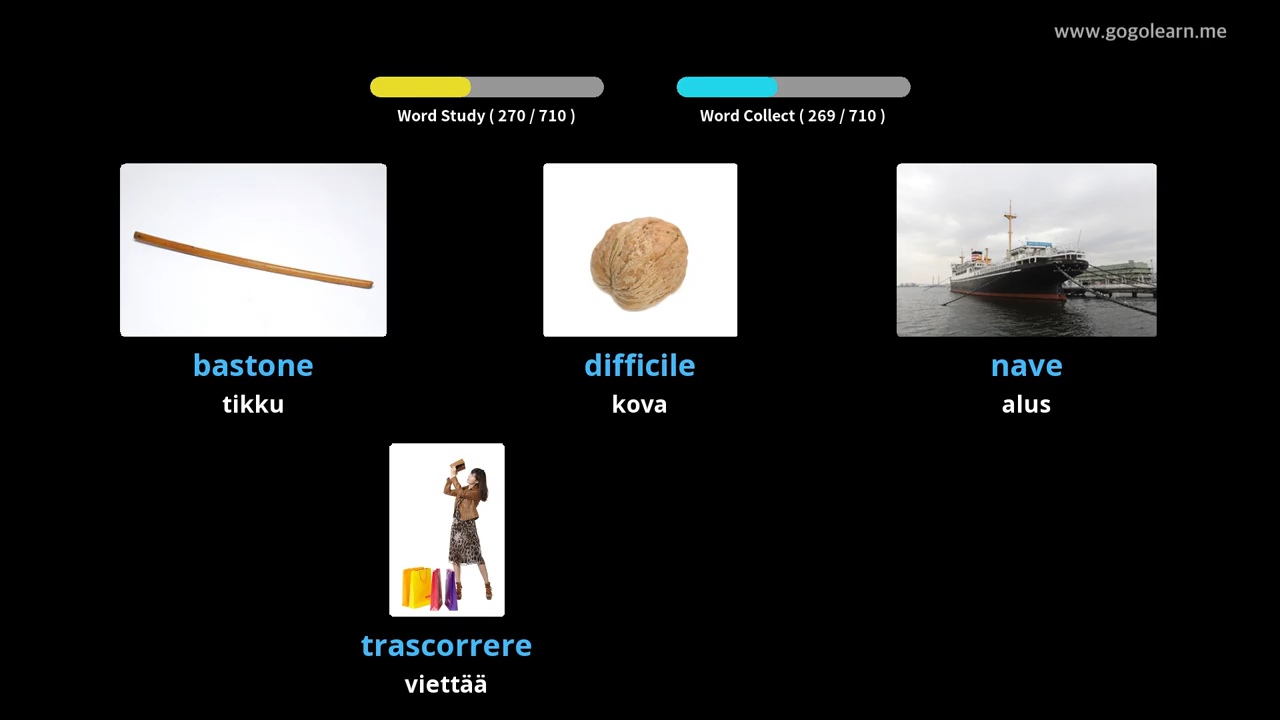 www.gogolearn.me
Word Study ( 270 / 710 )
Word Collect ( 269 / 710 )
bastone
tikku
difficile
kova
nave
alus
trascorrere
viettää